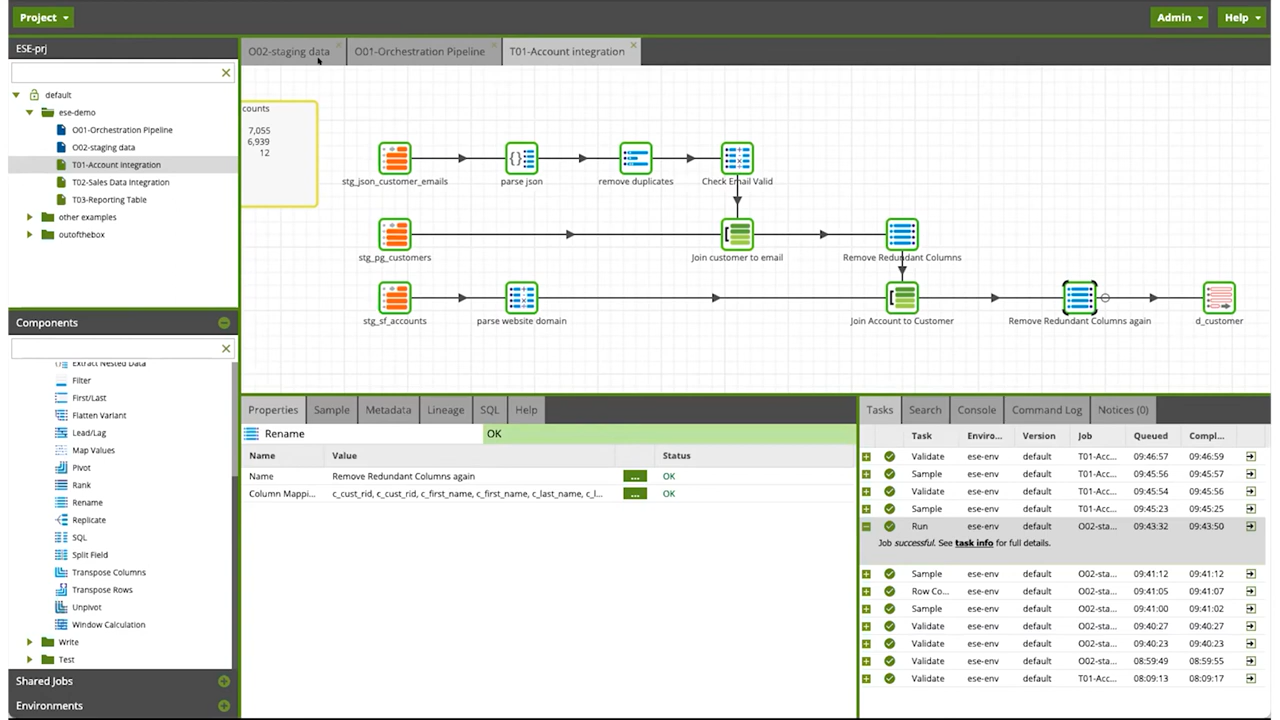 Project
Admin
Help
ESE-prj
default
ese-demo
O01-Orchestration Pipeline
O02-staging data
T01-Account integration
T02-Sales Data Integration
T03-Reporting Table
other examples
outofthebox
Components
Extract Nested Data
Filter
First/Last
Flatten Variant
Lead/Lag
Map Values
Pivot
Rank
Rename
Replicate
SQL
Split Field
Transpose Columns
Transpose Rows
Unpivot
Window Calculation
Write
Test
Shared Jobs
Environments
O02-staging data
O01-Orchestration Pipeline
T01-Account integration
counts
7,055
6,939
12
stg_json_customer_emails
parse json
remove duplicates
Check Email Valid
stg_pg_customers
Join customer to email
Remove Redundant Columns
stg_sf_accounts
parse website domain
Join Account to Customer
Remove Redundant Columns again
d_customer
Properties Sample Metadata Lineage SQL Help
Rename OK
Name Value Status
Name Remove Redundant Columns again ... OK
Column Mappi... c_cust_rid, c_cust_rid, c_first_name, c_first_name, c_last_name, c_l... ... OK
Tasks Search Console Command Log Notices (0)
Task Enviro... Version Job Queued Compl...
Validate ese-env default T01-Acc... 09:46:57 09:46:59
Sample ese-env default T01-Acc... 09:45:56 09:45:56
Validate ese-env default T01-Acc... 09:45:54 09:45:56
Sample ese-env default T01-Acc... 09:45:23 09:45:25
Run ese-env default O02-sta... 09:43:32 09:43:50
Job successful. See task info for full details.
Sample ese-env default O02-sta... 09:41:12 09:41:12
Row Co... ese-env default O02-sta... 09:41:05 09:41:07
Sample ese-env default O02-sta... 09:41:00 09:41:02
Validate ese-env default O02-sta... 09:40:27 09:40:27
Validate ese-env default O02-sta... 09:40:23 09:40:23
Validate ese-env default O02-sta... 08:59:49 08:59:55
Validate ese-env default T01-Acc... 08:09:13 08:09:17